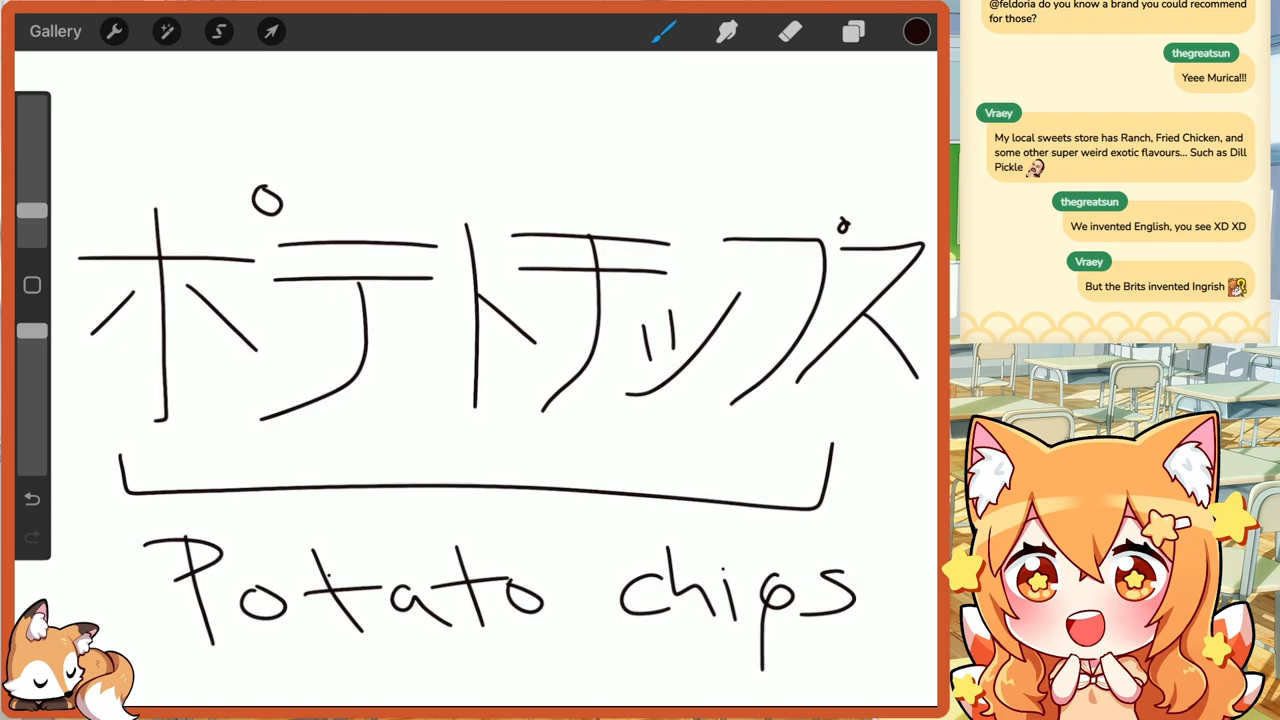 Gallery
ポテトチップス
Potato chips
@feldoria do you know a brand you could recommend
for those?
thegreatsun
Yeee Murica!!!
Vraey
My local sweets store has Ranch, Fried Chicken, and
some other super weird exotic flavours... Such as Dill
Pickle
thegreatsun
We invented English, you see XD XD
Vraey
But the Brits invented Ingrish